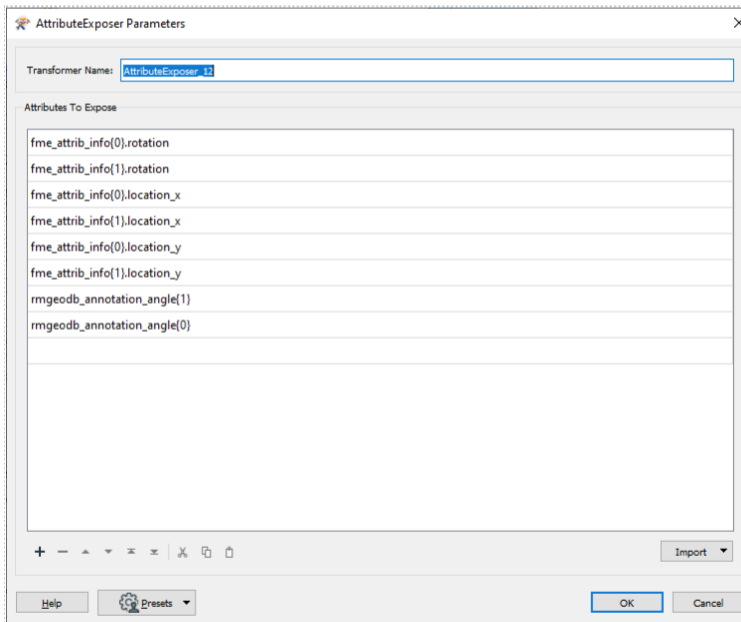 AttributeExposer Parameters
Transformer Name: AttributeExposer_12
Attributes To Expose
fme_attrib_info{0}.rotation
fme_attrib_info{1}.rotation
fme_attrib_info{0}.location_x
fme_attrib_info{1}.location_x
fme_attrib_info{0}.location_y
fme_attrib_info{1}.location_y
rmgeodb_annotation_angle{1}
rmgeodb_annotation_angle{0}
Import
Help Presets OK Cancel